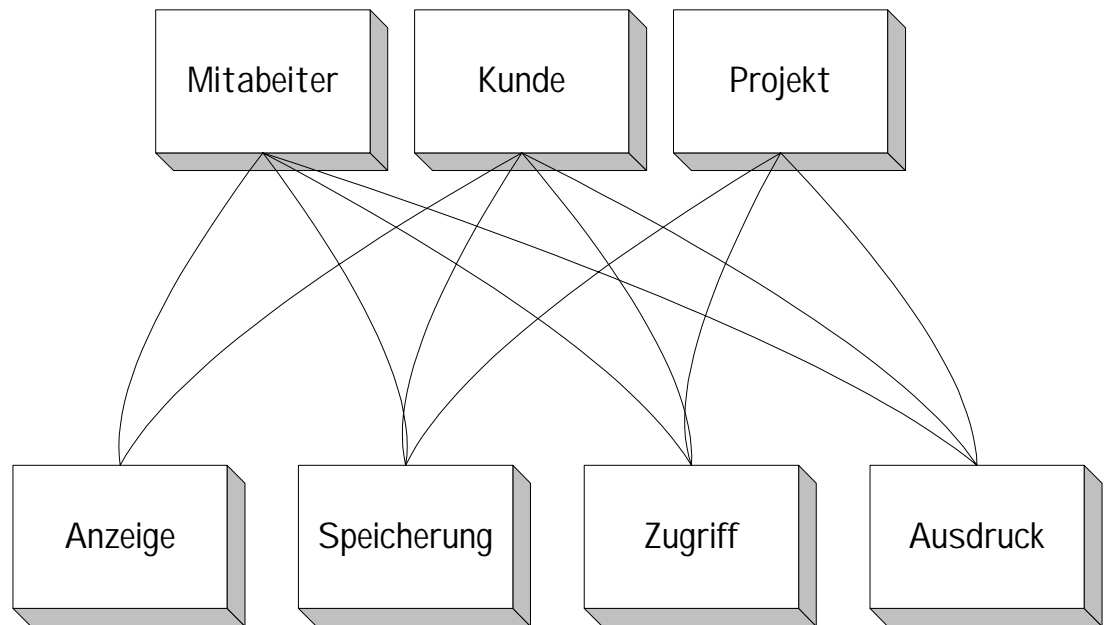 Mitabeiter
Kunde
Projekt
Anzeige
Speicherung
Zugriff
Ausdruck